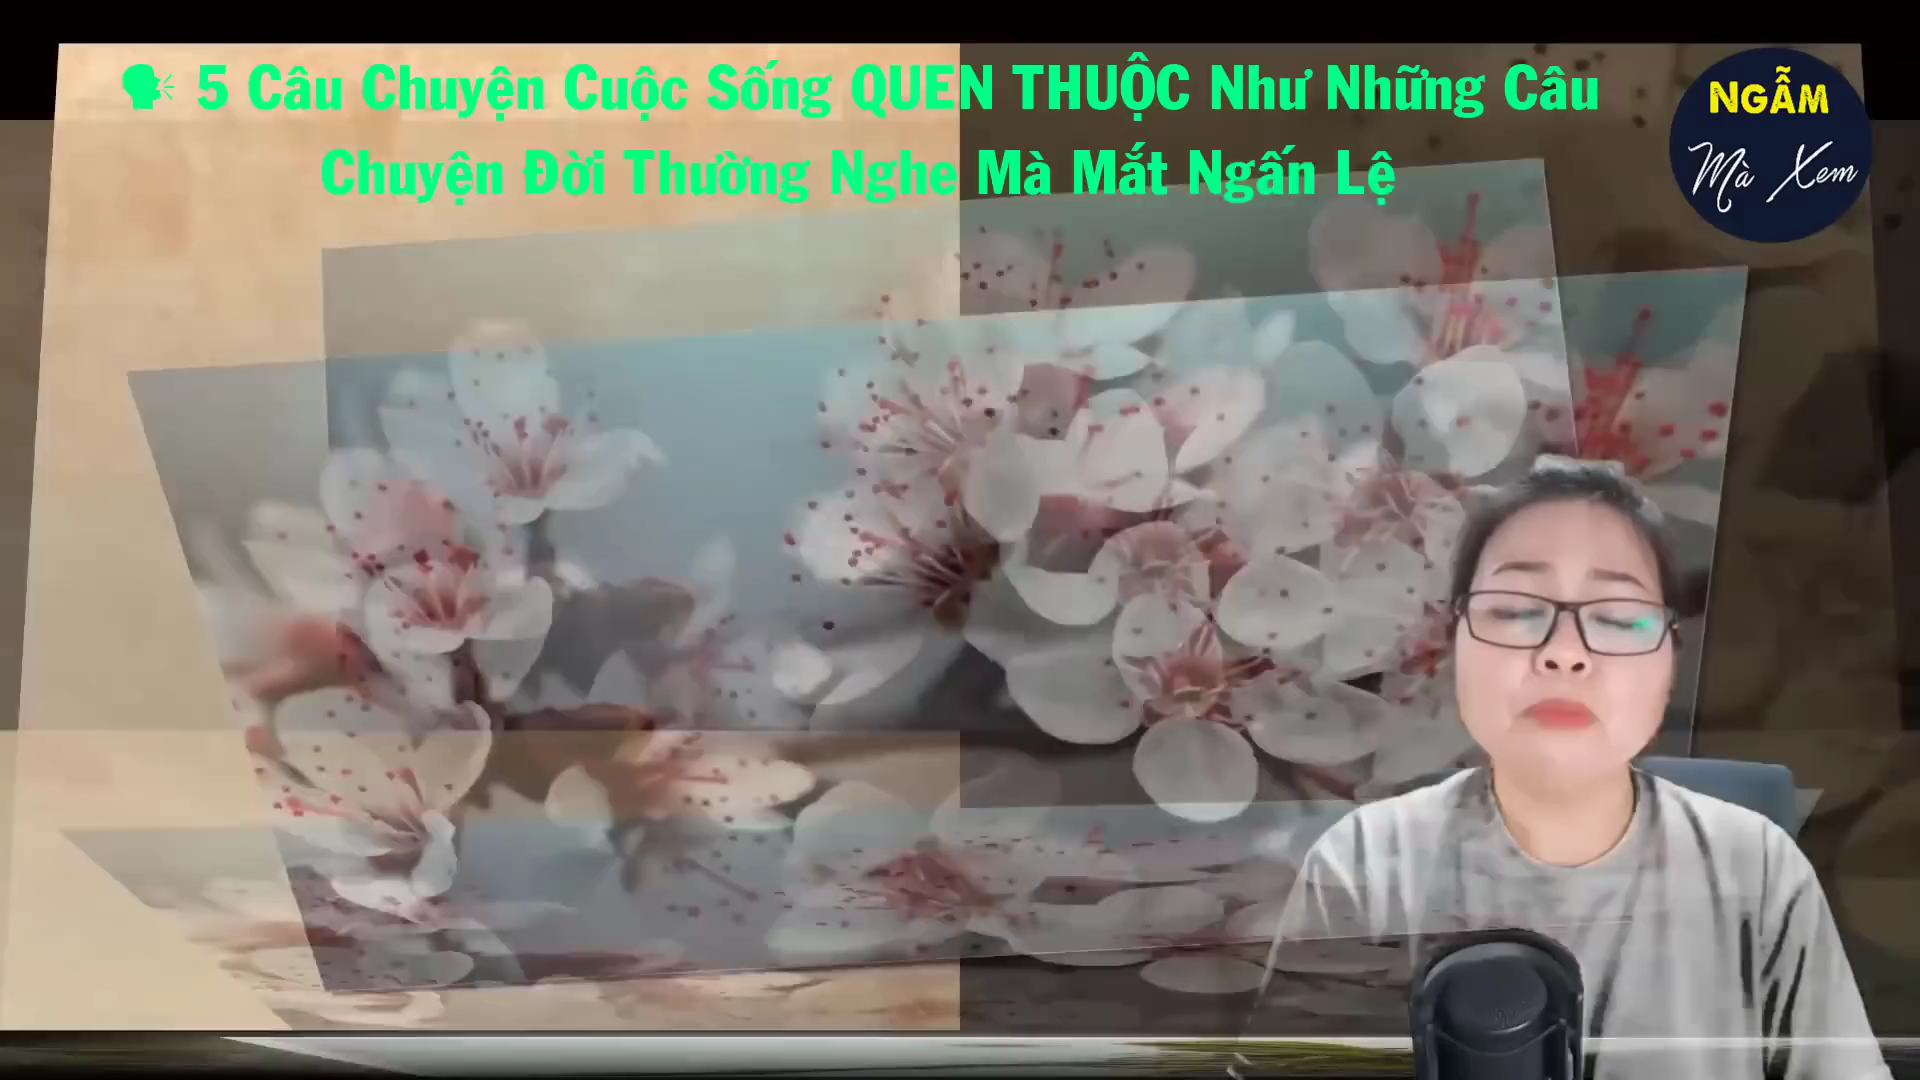 5 Câu Chuyện Cuộc Sống QUEN THUỘC Như Những Câu
Chuyện Đời Thường Nghe Mà Mắt Ngấn Lệ
NGẪM
Mà Xem